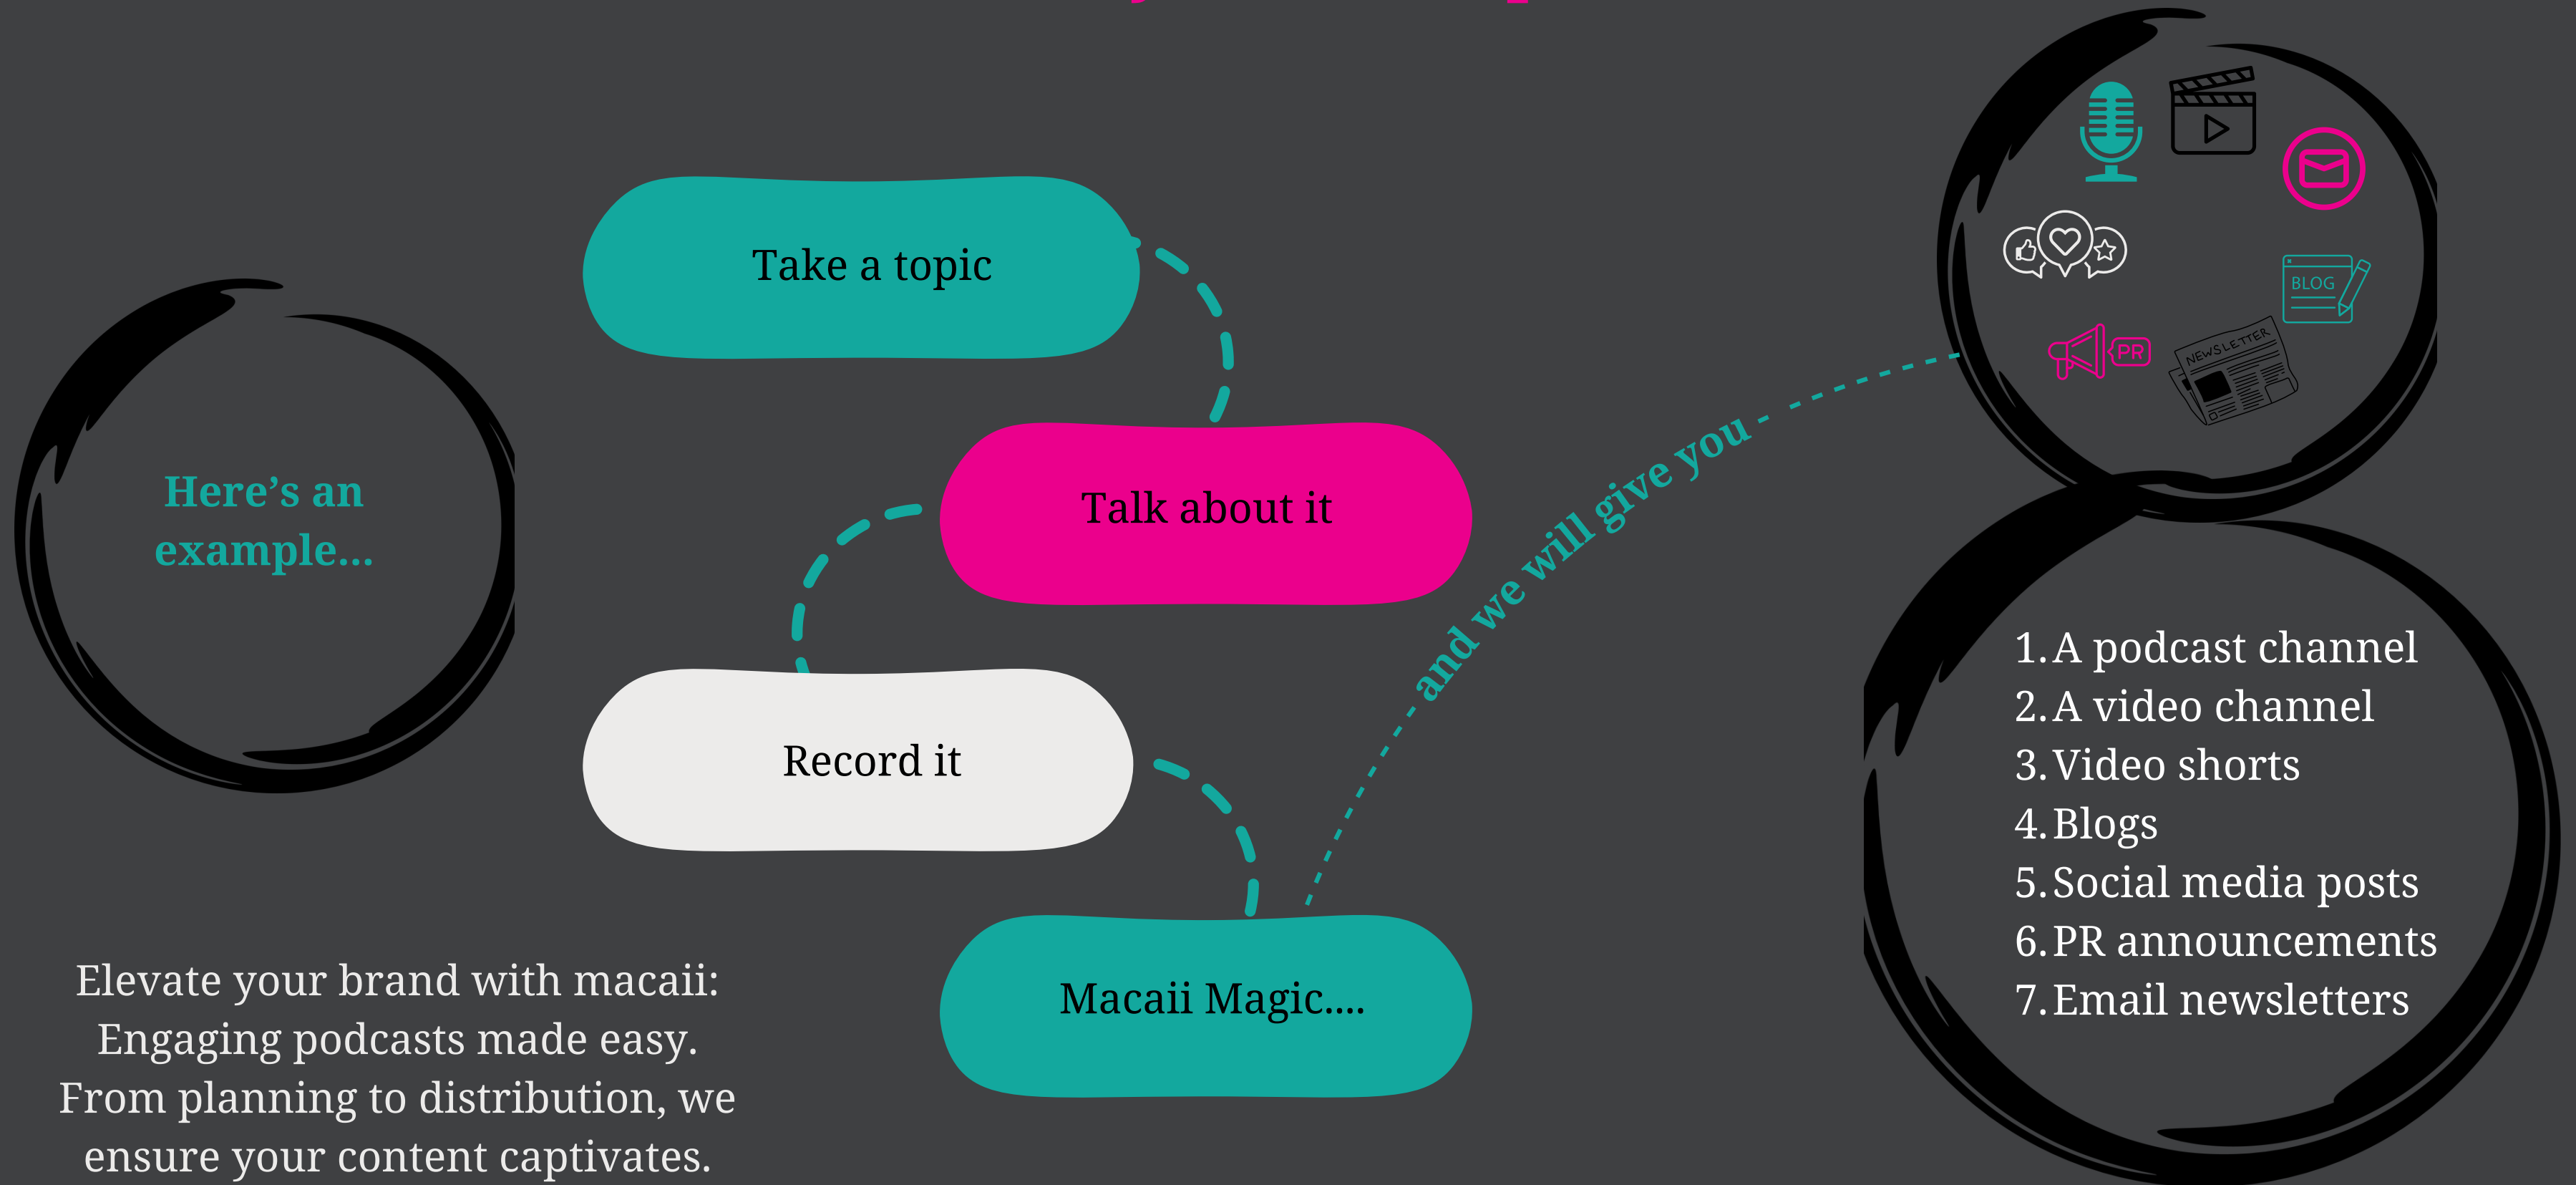 Here’s an
example...
Take a topic
Talk about it
Record it
Macaii Magic....
and we will give you
BLOG
PR
NEWSLETTER
1. A podcast channel
2. A video channel
3. Video shorts
4. Blogs
5. Social media posts
6. PR announcements
7. Email newsletters
Elevate your brand with macaii:
Engaging podcasts made easy.
From planning to distribution, we
ensure your content captivates.